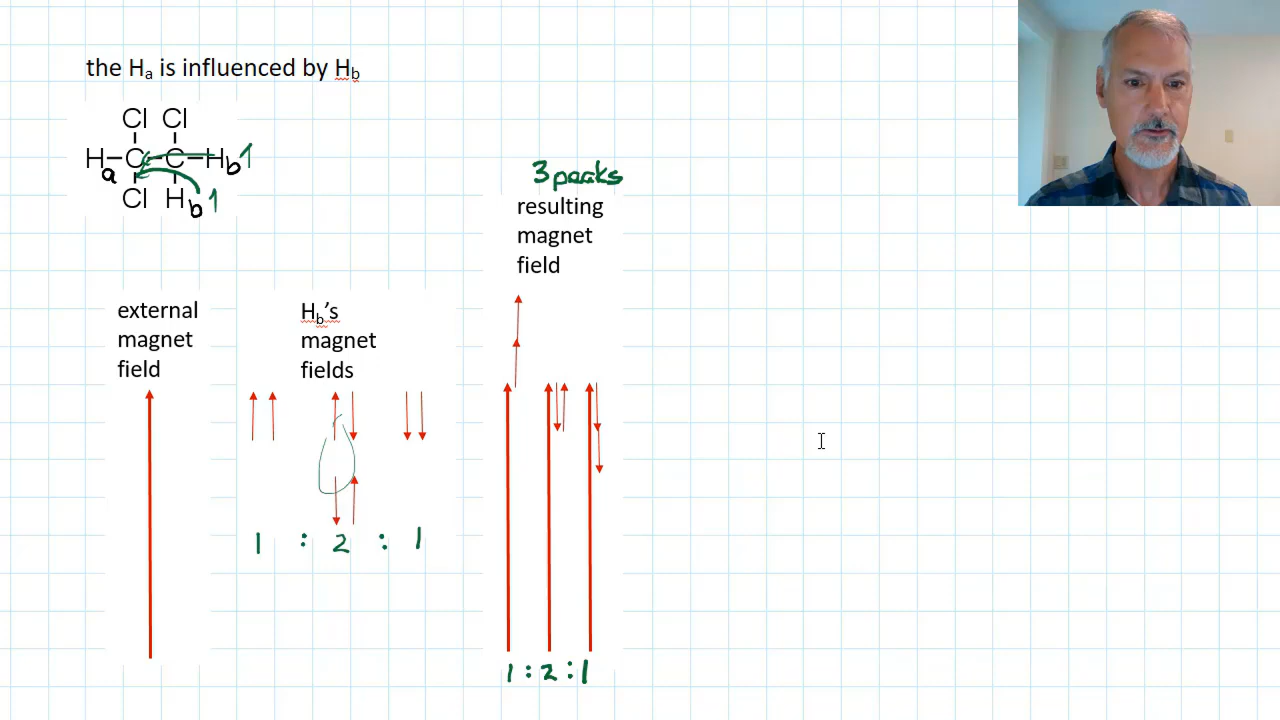 the Ha is influenced by Hb
Cl Cl
H–C–C–Hb 1
a
Cl Hb 1
3 peaks
resulting
magnet
field
external
magnet
field
Hb's
magnet
fields
1 : 2 : 1
1 : 2 : 1